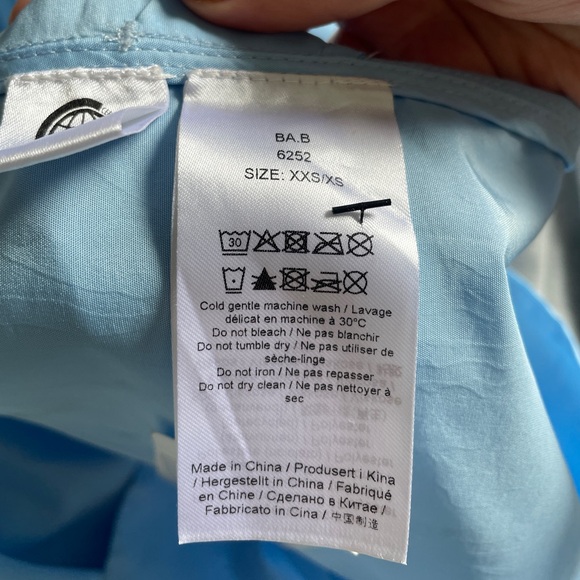 BA.B
6252
SIZE: XXS/XS
30
Cold gentle machine wash / Lavage
délicat en machine à 30°C
Do not bleach / Ne pas blanchir
Do not tumble dry / Ne pas utiliser de
sèche-linge
Do not iron / Ne pas repasser
Do not dry clean / Ne pas nettoyer à
sec
Made in China / Produsert i Kina
/ Hergestellt in China / Fabriqué
en Chine / Сделано в Китае /
Fabbricato in Cina / 中国制造